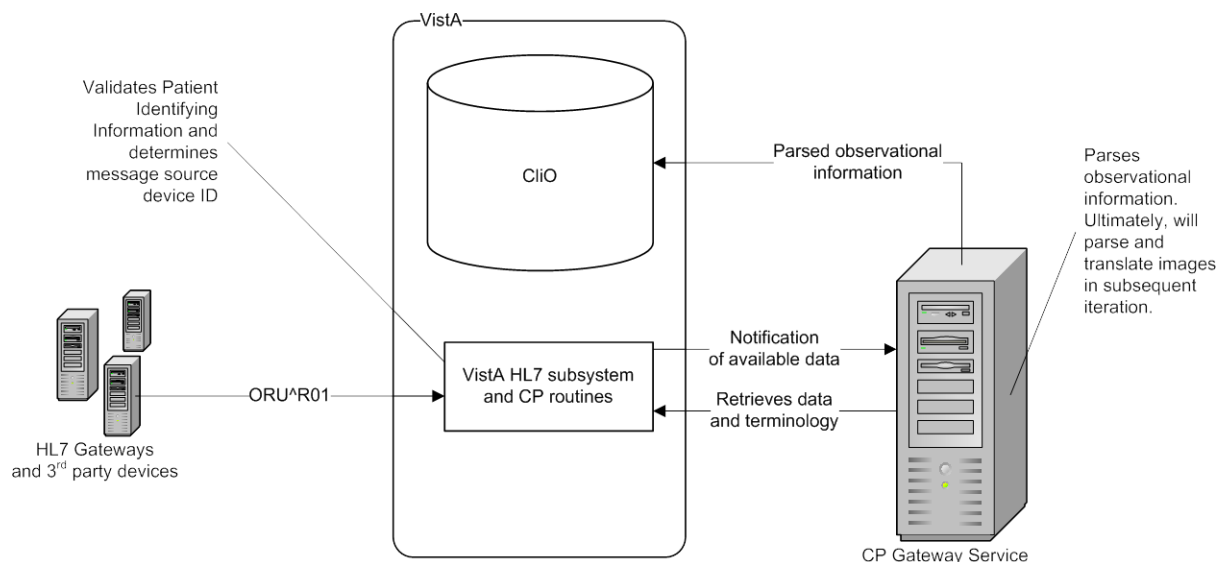 VistA
CliO
Validates Patient
Identifying
Information and
determines
message source
device ID
Parsed observational
information
Parses
observational
information.
Ultimately, will
parse and
translate images
in subsequent
iteration.
HL7 Gateways
and 3rd party devices
ORU^R01
VistA HL7 subsystem
and CP routines
Notification
of available data
Retrieves data
and terminology
CP Gateway Service